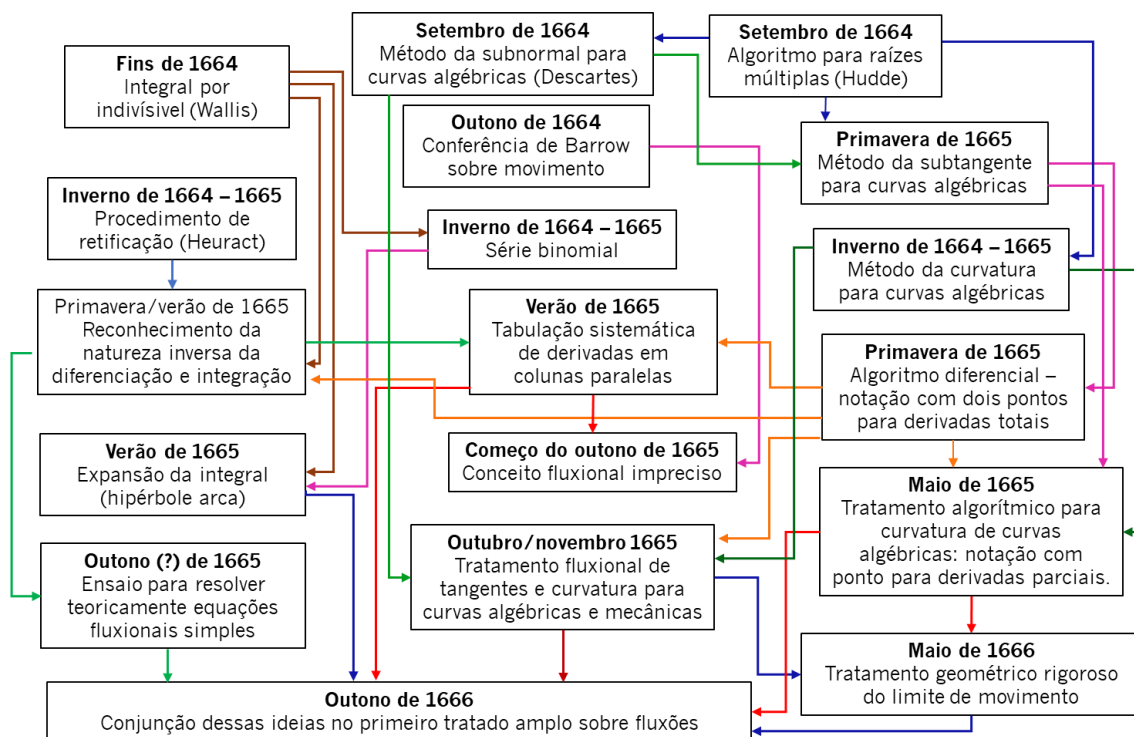 Setembro de 1664
Método da subnormal para
curvas algébricas (Descartes)
Setembro de 1664
Algoritmo para raízes
múltiplas (Hudde)
Fins de 1664
Integral por
indivísivel (Wallis)
Outono de 1664
Conferência de Barrow
sobre movimento
Primavera de 1665
Método da subtangente
para curvas algébricas
Inverno de 1664 – 1665
Procedimento de
retificação (Heuract)
Inverno de 1664 – 1665
Série binomial
Inverno de 1664 – 1665
Método da curvatura
para curvas algébricas
Primavera/verão de 1665
Reconhecimento da
natureza inversa da
diferenciação e integração
Verão de 1665
Tabulação sistemática
de derivadas em
colunas paralelas
Primavera de 1665
Algoritmo diferencial –
notação com dois pontos
para derivadas totais
Verão de 1665
Expansão da integral
(hipérbole arca)
Começo do outono de 1665
Conceito fluxional impreciso
Maio de 1665
Tratamento algorítmico para
curvatura de curvas
algébricas: notação com
ponto para derivadas parciais.
Outono (?) de 1665
Ensaio para resolver
teoricamente equações
fluxionais simples
Outubro/novembro 1665
Tratamento fluxional de
tangentes e curvatura para
curvas algébricas e mecânicas
Maio de 1666
Tratamento geométrico rigoroso
do limite de movimento
Outono de 1666
Conjunção dessas ideias no primeiro tratado amplo sobre fluxões